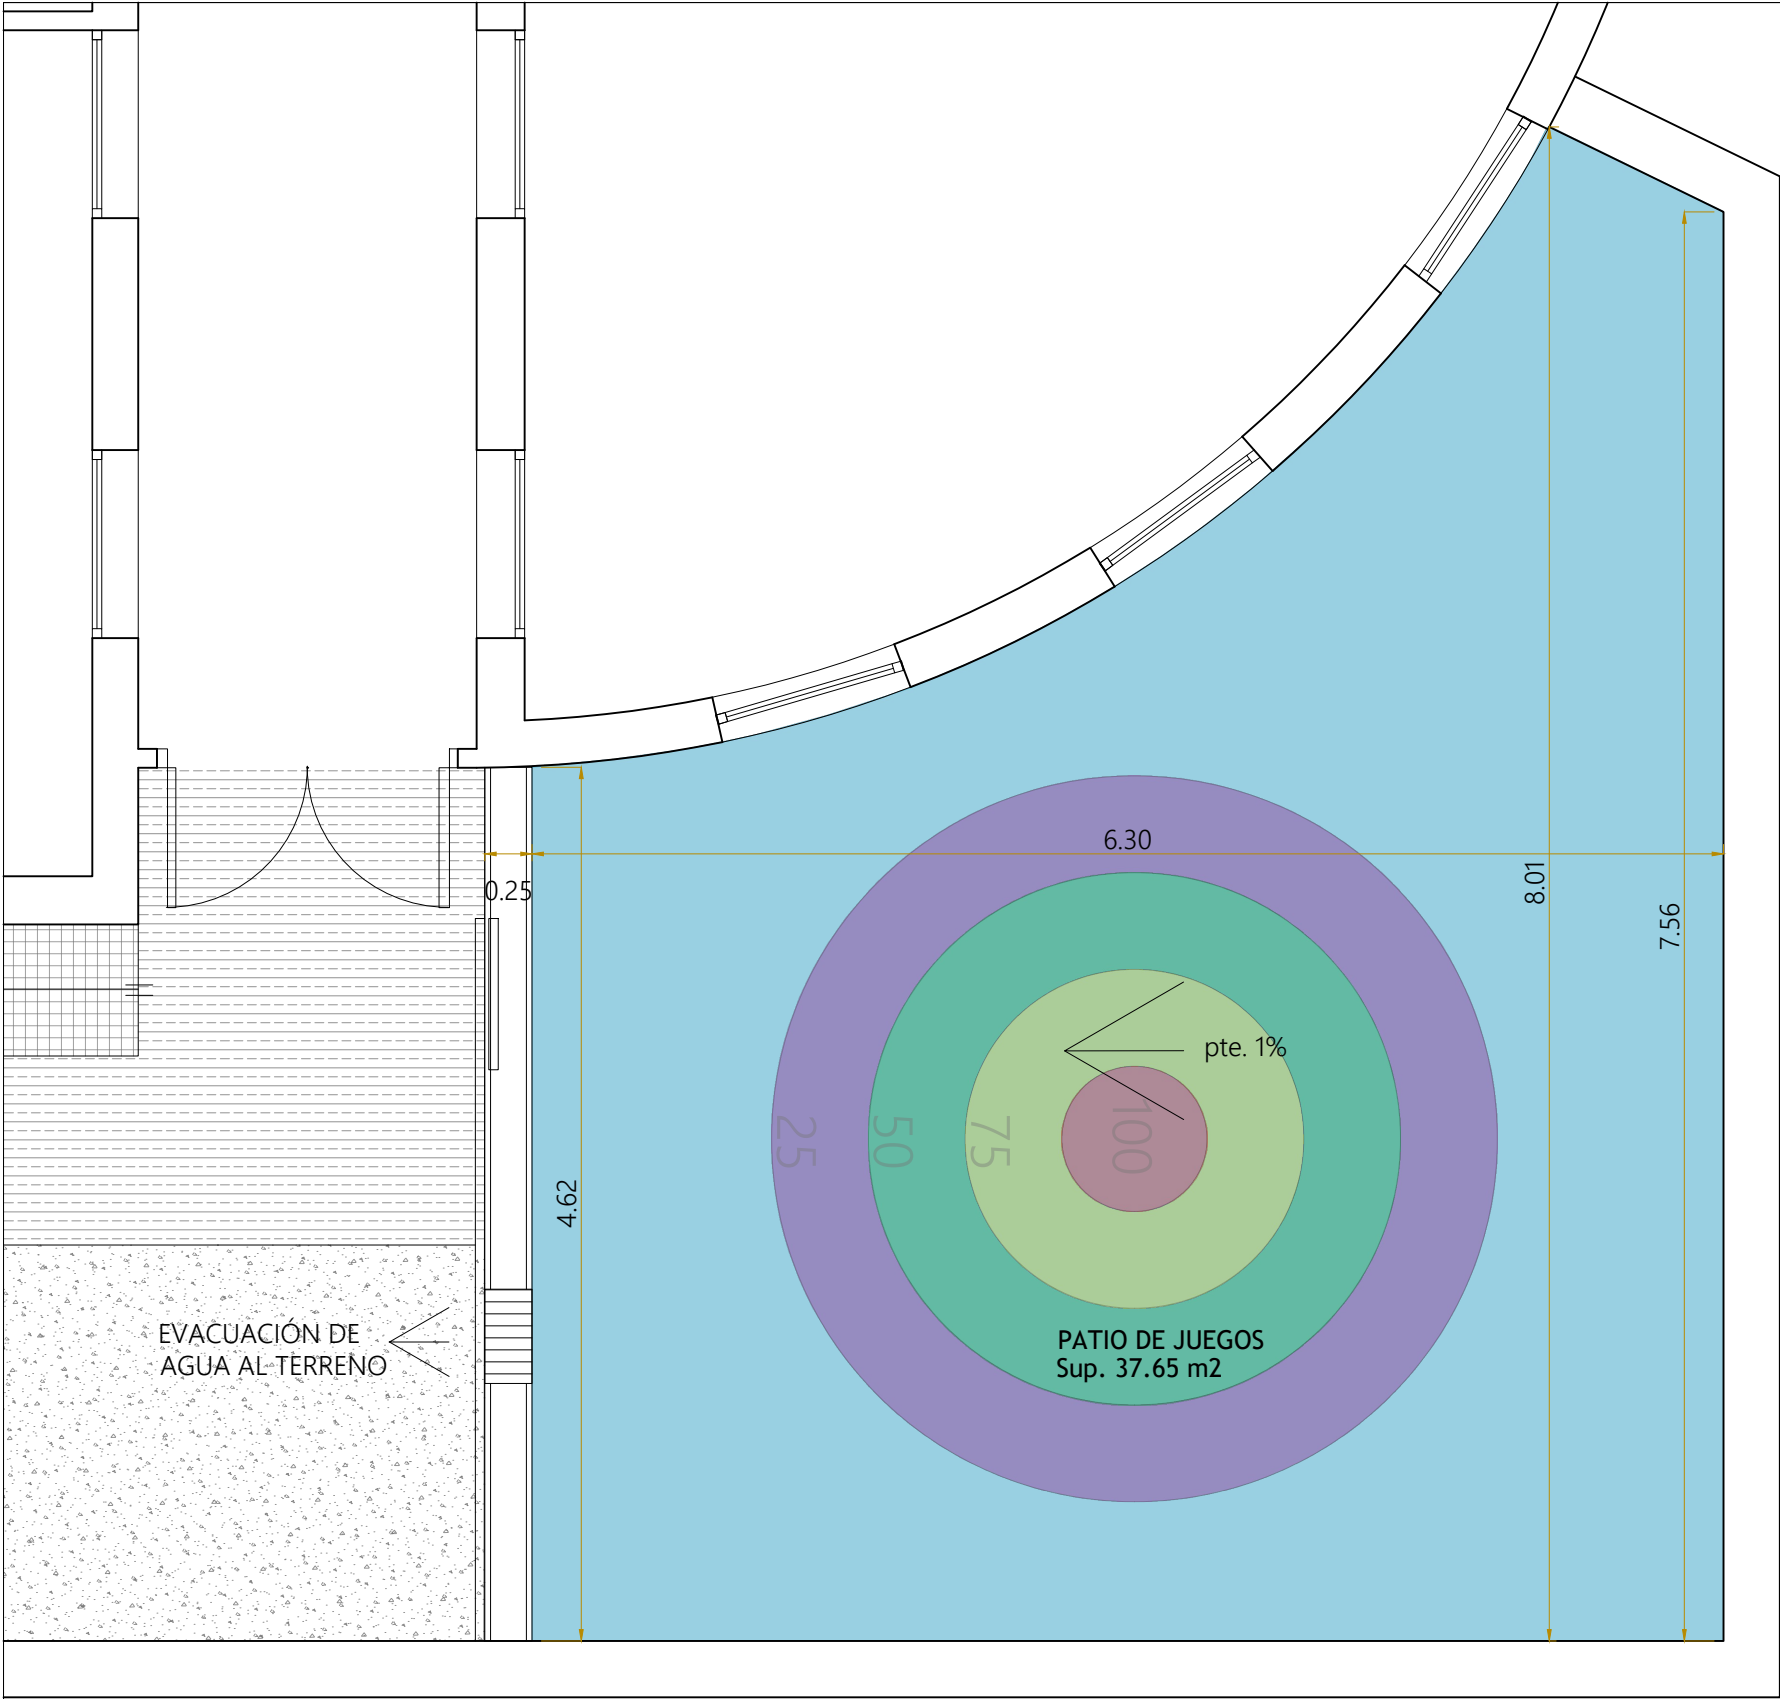 6.30
0.25
8.01
7.56
pte. 1%
25
50
75
100
4.62
EVACUACIÓN DE
AGUA AL TERRENO
PATIO DE JUEGOS
Sup. 37.65 m2